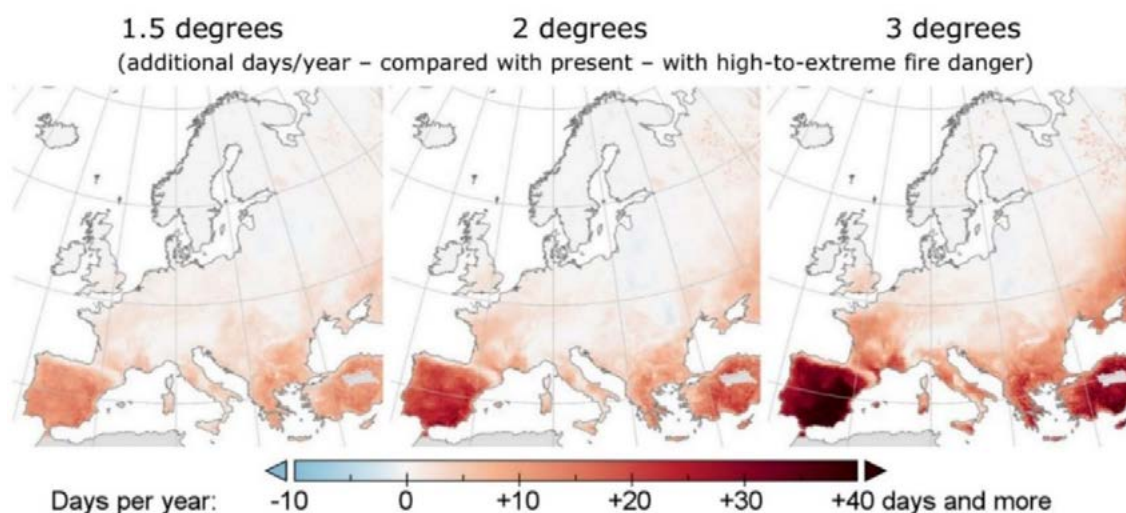 1.5 degrees 2 degrees 3 degrees
(additional days/year – compared with present – with high-to-extreme fire danger)
Days per year: -10 0 +10 +20 +30 +40 days and more